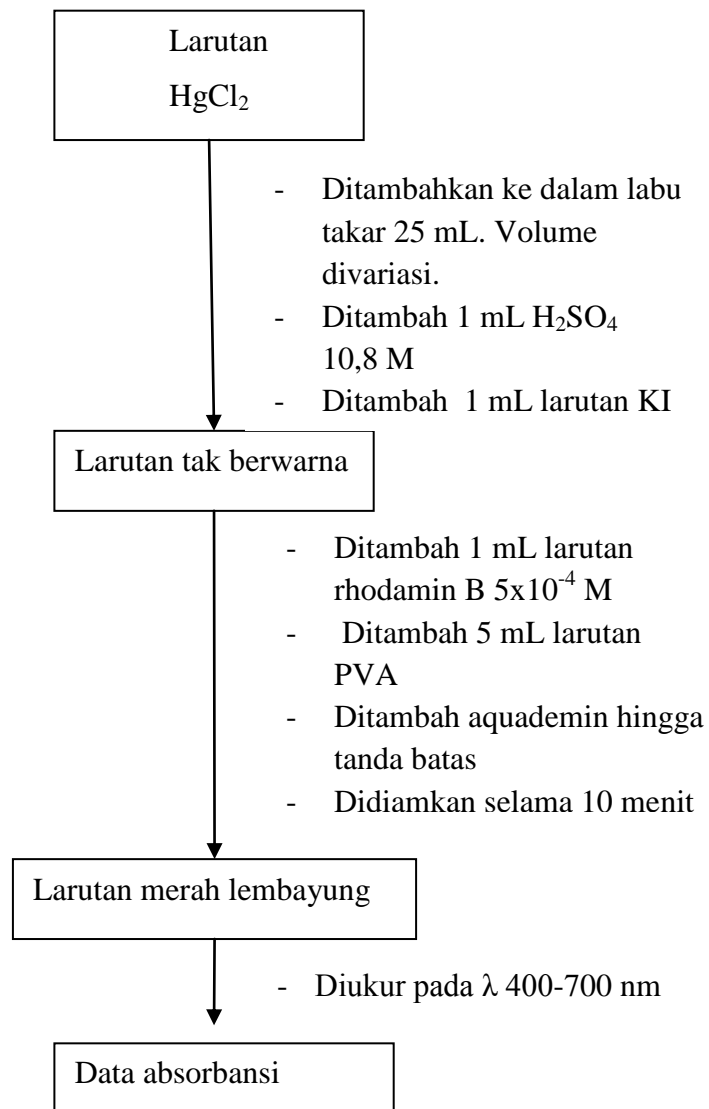 Larutan
HgCl₂
- Ditambahkan ke dalam labu
takar 25 mL. Volume
divariasi.
- Ditambah 1 mL H₂SO₄
10,8 M
- Ditambah 1 mL larutan KI
Larutan tak berwarna
- Ditambah 1 mL larutan
rhodamin B 5x10⁻⁴ M
- Ditambah 5 mL larutan
PVA
- Ditambah aquademin hingga
tanda batas
- Didiamkan selama 10 menit
Larutan merah lembayung
- Diukur pada λ 400-700 nm
Data absorbansi